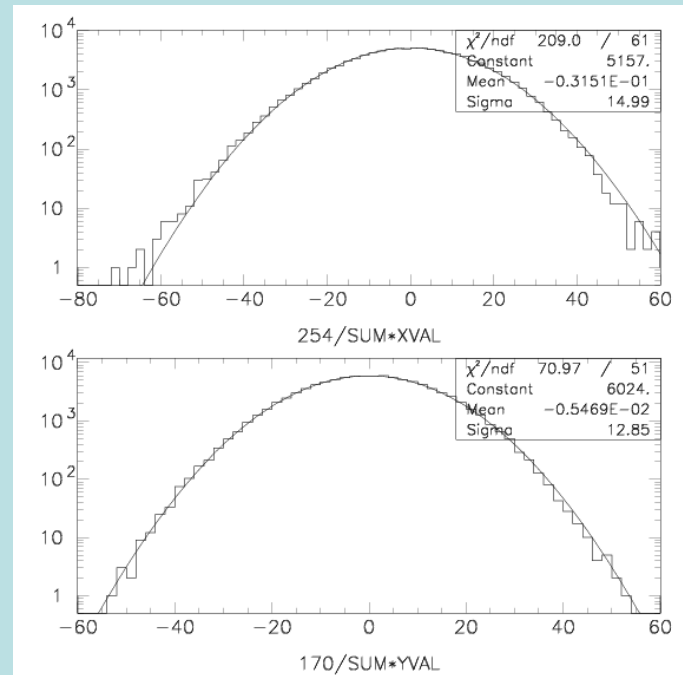 10⁴
χ²/ndf 209.0 / 61
Constant 5157.
Mean -0.3151E-01
Sigma 14.99
10³
10²
10
1
-80 -60 -40 -20 0 20 40 60
254/SUM*XVAL
10⁴
χ²/ndf 70.97 / 51
Constant 6024.
Mean -0.5469E-02
Sigma 12.85
10³
10²
10
1
-60 -40 -20 0 20 40 60
170/SUM*YVAL